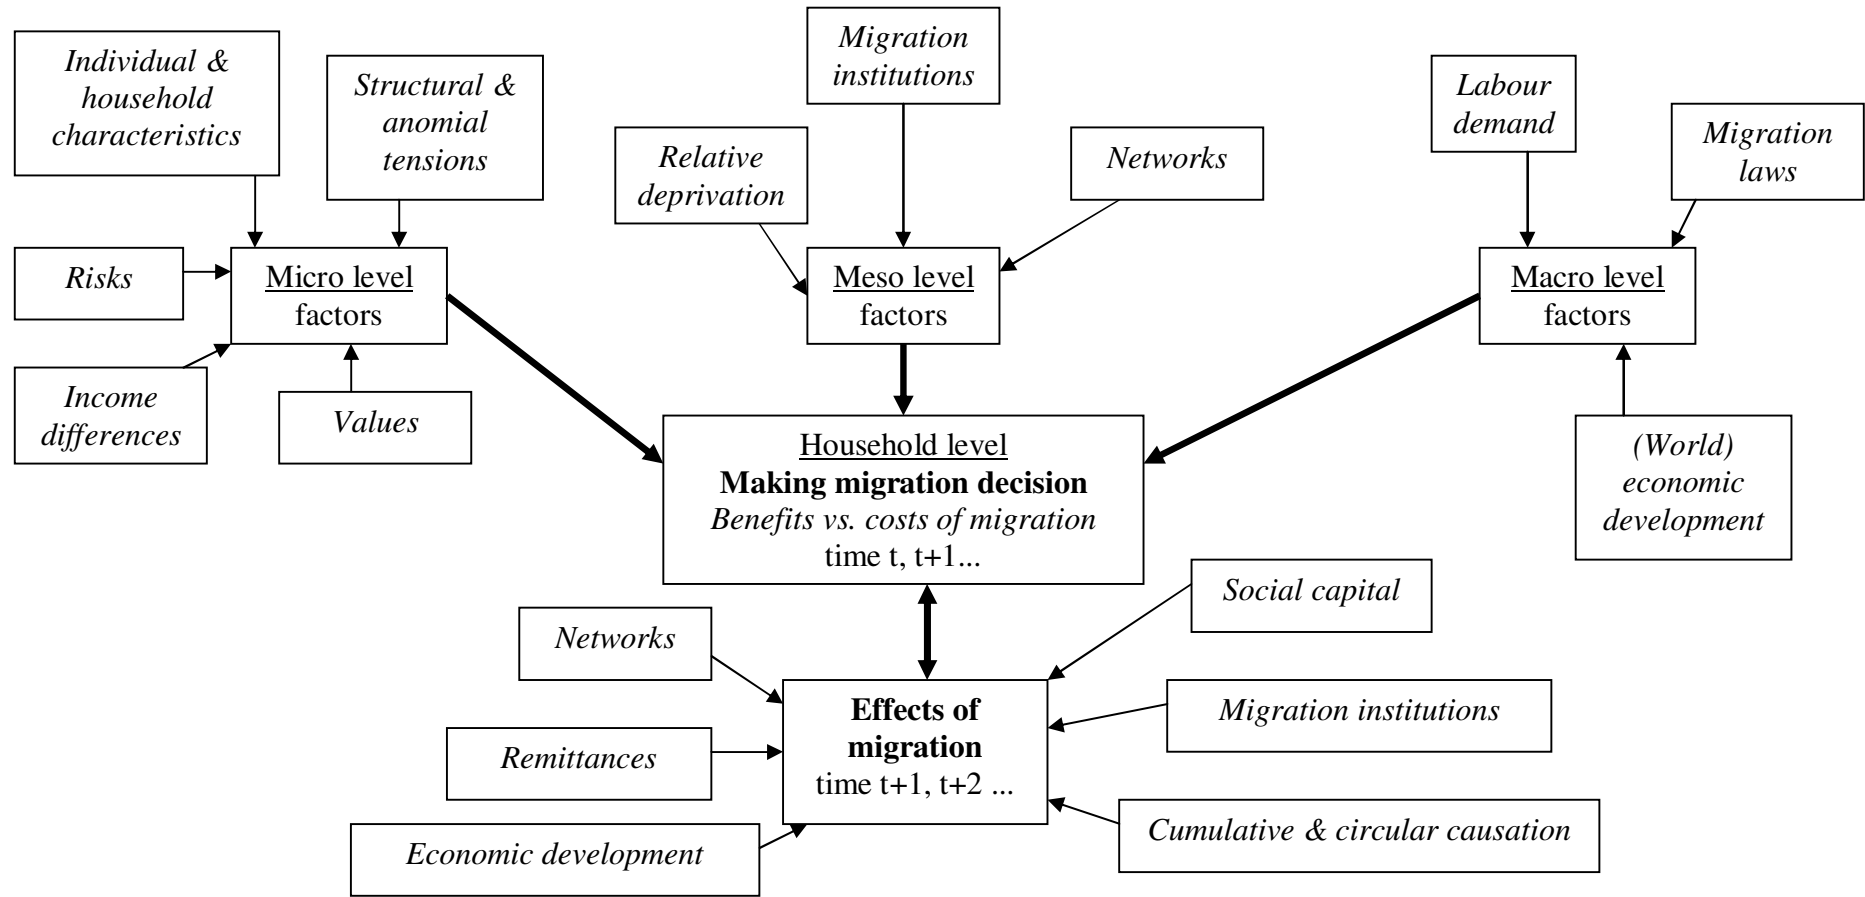 Individual &
household
characteristics
Structural &
anomial
tensions
Migration
institutions
Relative
deprivation
Networks
Labour
demand
Migration
laws
Risks
Micro level
factors
Meso level
factors
Macro level
factors
Income
differences
Values
Household level
Making migration decision
Benefits vs. costs of migration
time t, t+1...
(World)
economic
development
Social capital
Networks
Effects of
migration
time t+1, t+2 ...
Migration institutions
Remittances
Cumulative & circular causation
Economic development